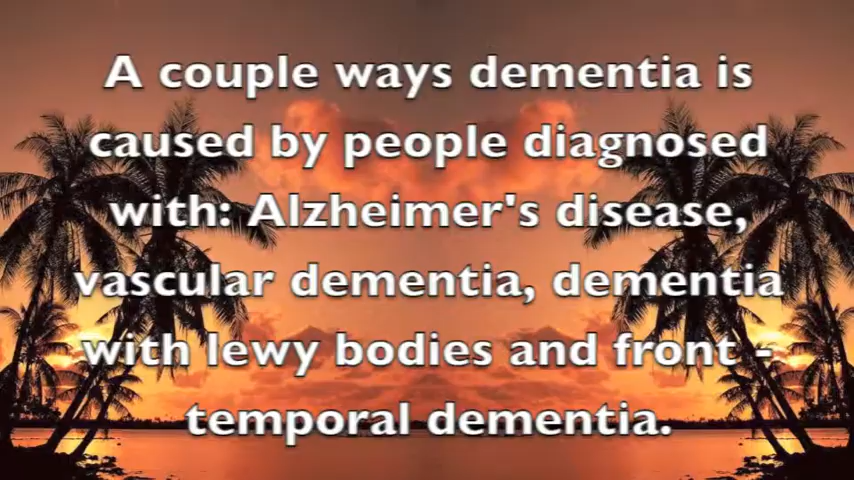 A couple ways dementia is
caused by people diagnosed
with: Alzheimer's disease,
vascular dementia, dementia
with lewy bodies and front -
temporal dementia.